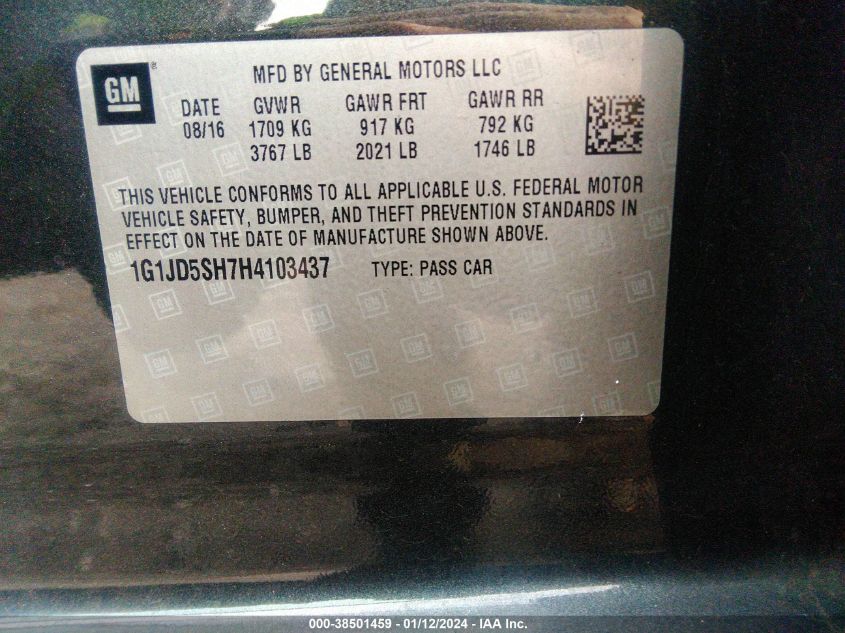 GM
MFD BY GENERAL MOTORS LLC
DATE GVWR GAWR FRT GAWR RR
08/16 1709 KG 917 KG 792 KG
3767 LB 2021 LB 1746 LB
THIS VEHICLE CONFORMS TO ALL APPLICABLE U.S. FEDERAL MOTOR
VEHICLE SAFETY, BUMPER, AND THEFT PREVENTION STANDARDS IN
EFFECT ON THE DATE OF MANUFACTURE SHOWN ABOVE.
1G1JD5SH7H4103437 TYPE: PASS CAR
000-38501459 - 01/12/2024 - IAA Inc.